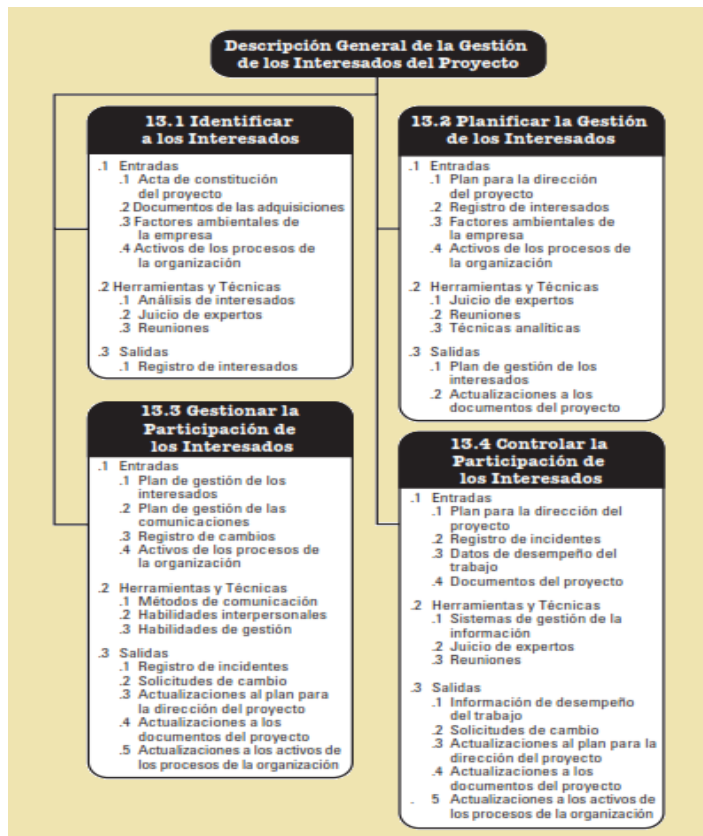 Descripción General de la Gestión
de los Interesados del Proyecto
13.1 Identificar
a los Interesados
.1 Entradas
.1 Acta de constitución
del proyecto
.2 Documentos de las adquisiciones
.3 Factores ambientales de
la empresa
.4 Activos de los procesos de
la organización
.2 Herramientas y Técnicas
.1 Análisis de interesados
.2 Juicio de expertos
.3 Reuniones
.3 Salidas
.1 Registro de interesados
13.2 Planificar la Gestión
de los Interesados
.1 Entradas
.1 Plan para la dirección
del proyecto
.2 Registro de interesados
.3 Factores ambientales de
la empresa
.4 Activos de los procesos de
la organización
.2 Herramientas y Técnicas
.1 Juicio de expertos
.2 Reuniones
.3 Técnicas analíticas
.3 Salidas
.1 Plan de gestión de los
interesados
.2 Actualizaciones a los
documentos del proyecto
13.3 Gestionar la
Participación de
los Interesados
.1 Entradas
.1 Plan de gestión de los
interesados
.2 Plan de gestión de las
comunicaciones
.3 Registro de cambios
.4 Activos de los procesos de
la organización
.2 Herramientas y Técnicas
.1 Métodos de comunicación
.2 Habilidades interpersonales
.3 Habilidades de gestión
.3 Salidas
.1 Registro de incidentes
.2 Solicitudes de cambio
.3 Actualizaciones al plan para
la dirección del proyecto
.4 Actualizaciones a los
documentos del proyecto
.5 Actualizaciones a los activos de
los procesos de la organización
13.4 Controlar la
Participación de
los Interesados
.1 Entradas
.1 Plan para la dirección del
proyecto
.2 Registro de incidentes
.3 Datos de desempeño del
trabajo
.4 Documentos del proyecto
.2 Herramientas y Técnicas
.1 Sistemas de gestión de la
información
.2 Juicio de expertos
.3 Reuniones
.3 Salidas
.1 Información de desempeño
del trabajo
.2 Solicitudes de cambio
.3 Actualizaciones al plan para la
dirección del proyecto
.4 Actualizaciones a los
documentos del proyecto
. 5 Actualizaciones a los activos de
los procesos de la organización